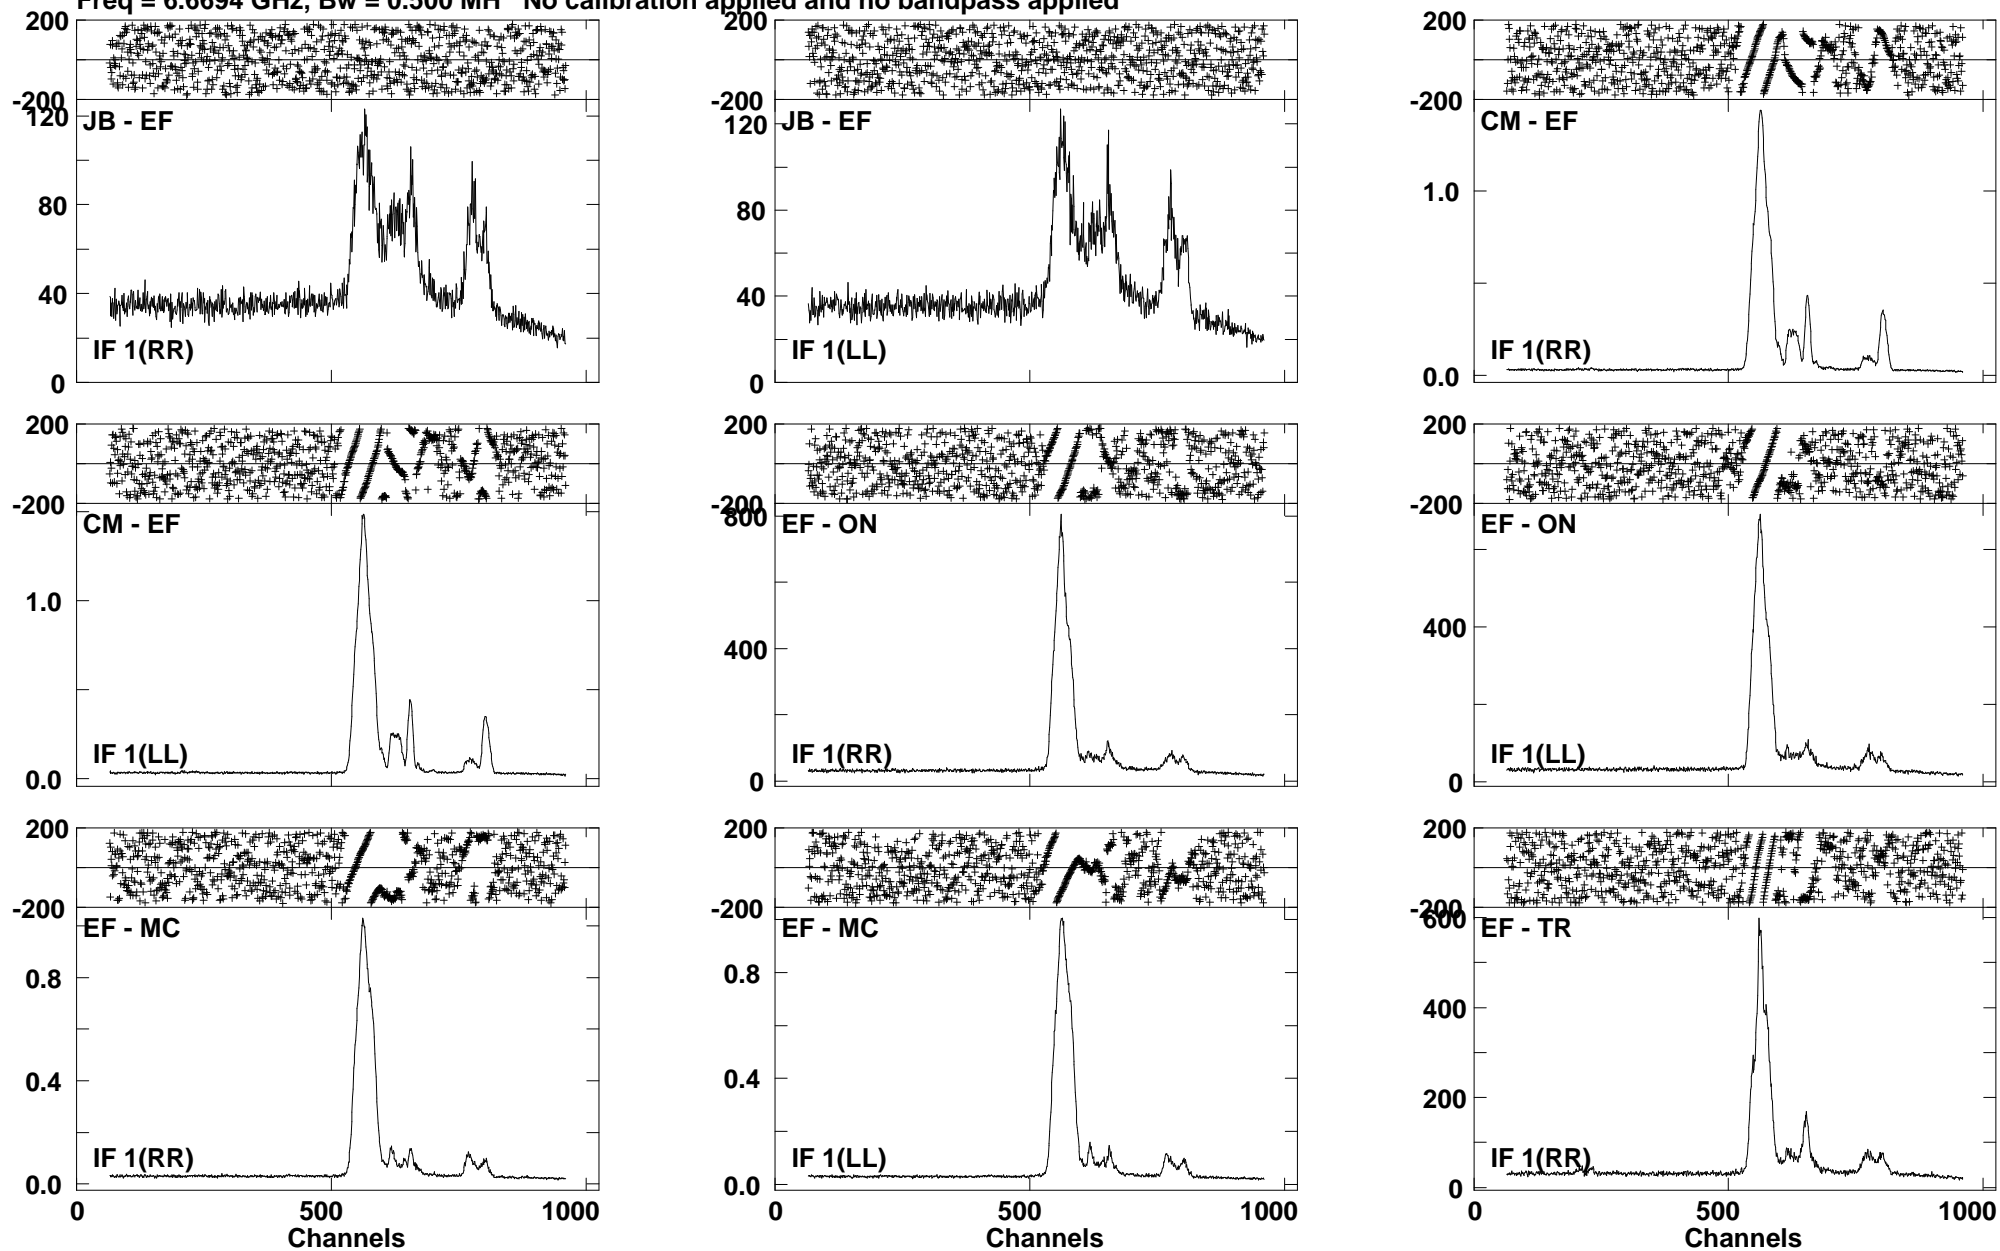 Freq = 6.6694 GHz, Bw = 0.500 MH No calibration applied and no bandpass applied
200
-200
120
80
40
0
JB - EF
IF 1(RR)
200
-200
120
80
40
0
JB - EF
IF 1(LL)
200
-200
1.0
0.0
CM - EF
IF 1(RR)
200
-200
1.0
0.0
CM - EF
IF 1(LL)
200
-200
800
400
0
EF - ON
IF 1(RR)
200
-200
400
0
EF - ON
IF 1(LL)
200
-200
0.8
0.4
0.0
EF - MC
IF 1(RR)
0 500 1000
Channels
200
-200
0.8
0.4
0.0
EF - MC
IF 1(LL)
0 500 1000
Channels
200
-200
600
400
200
0
EF - TR
IF 1(RR)
0 500 1000
Channels